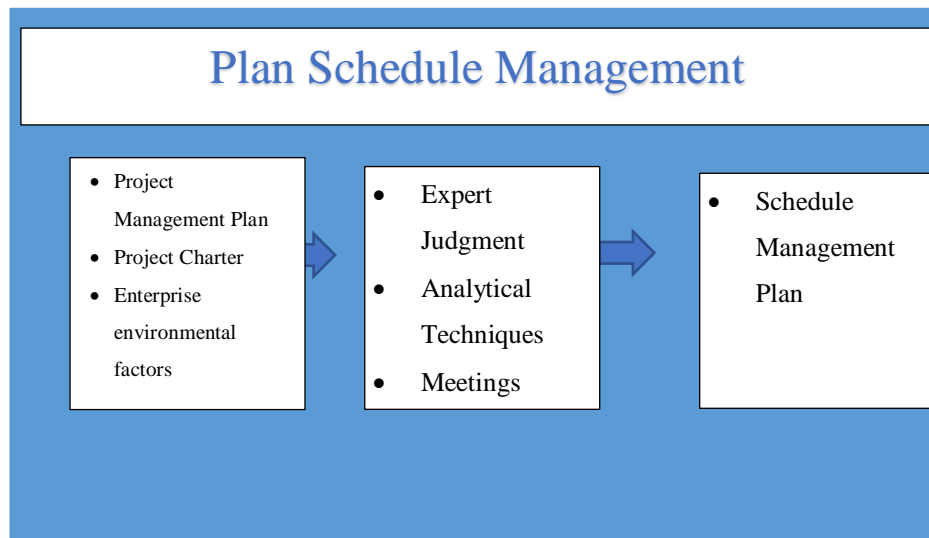 Plan Schedule Management
• Project
Management Plan
• Project Charter
• Enterprise
environmental
factors
• Expert
Judgment
• Analytical
Techniques
• Meetings
• Schedule
Management
Plan